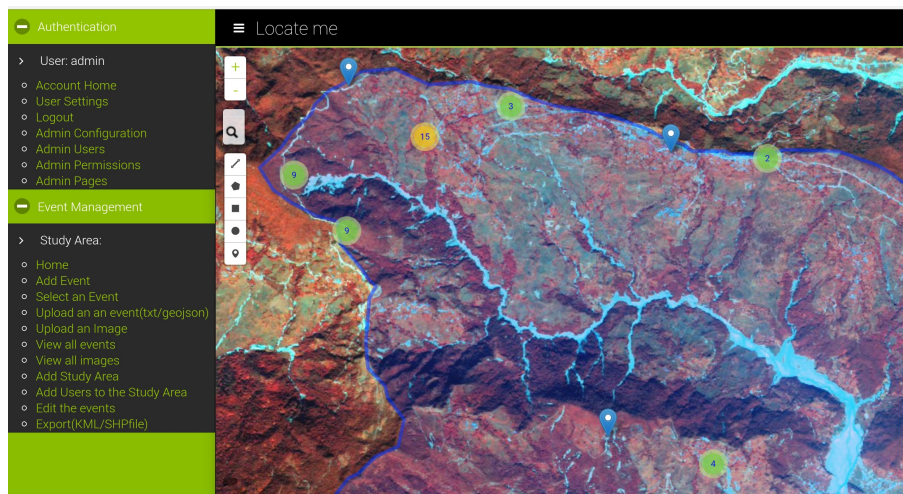 Authentication
User: admin
Account Home
User Settings
Logout
Admin Configuration
Admin Users
Admin Permissions
Admin Pages
Event Management
Study Area:
Home
Add Event
Select an Event
Upload an an event(txt/geojson)
Upload an Image
View all events
View all images
Add Study Area
Add Users to the Study Area
Edit the events
Export(KML/SHPfile)
Locate me
+
-
3
15
2
9
9
4